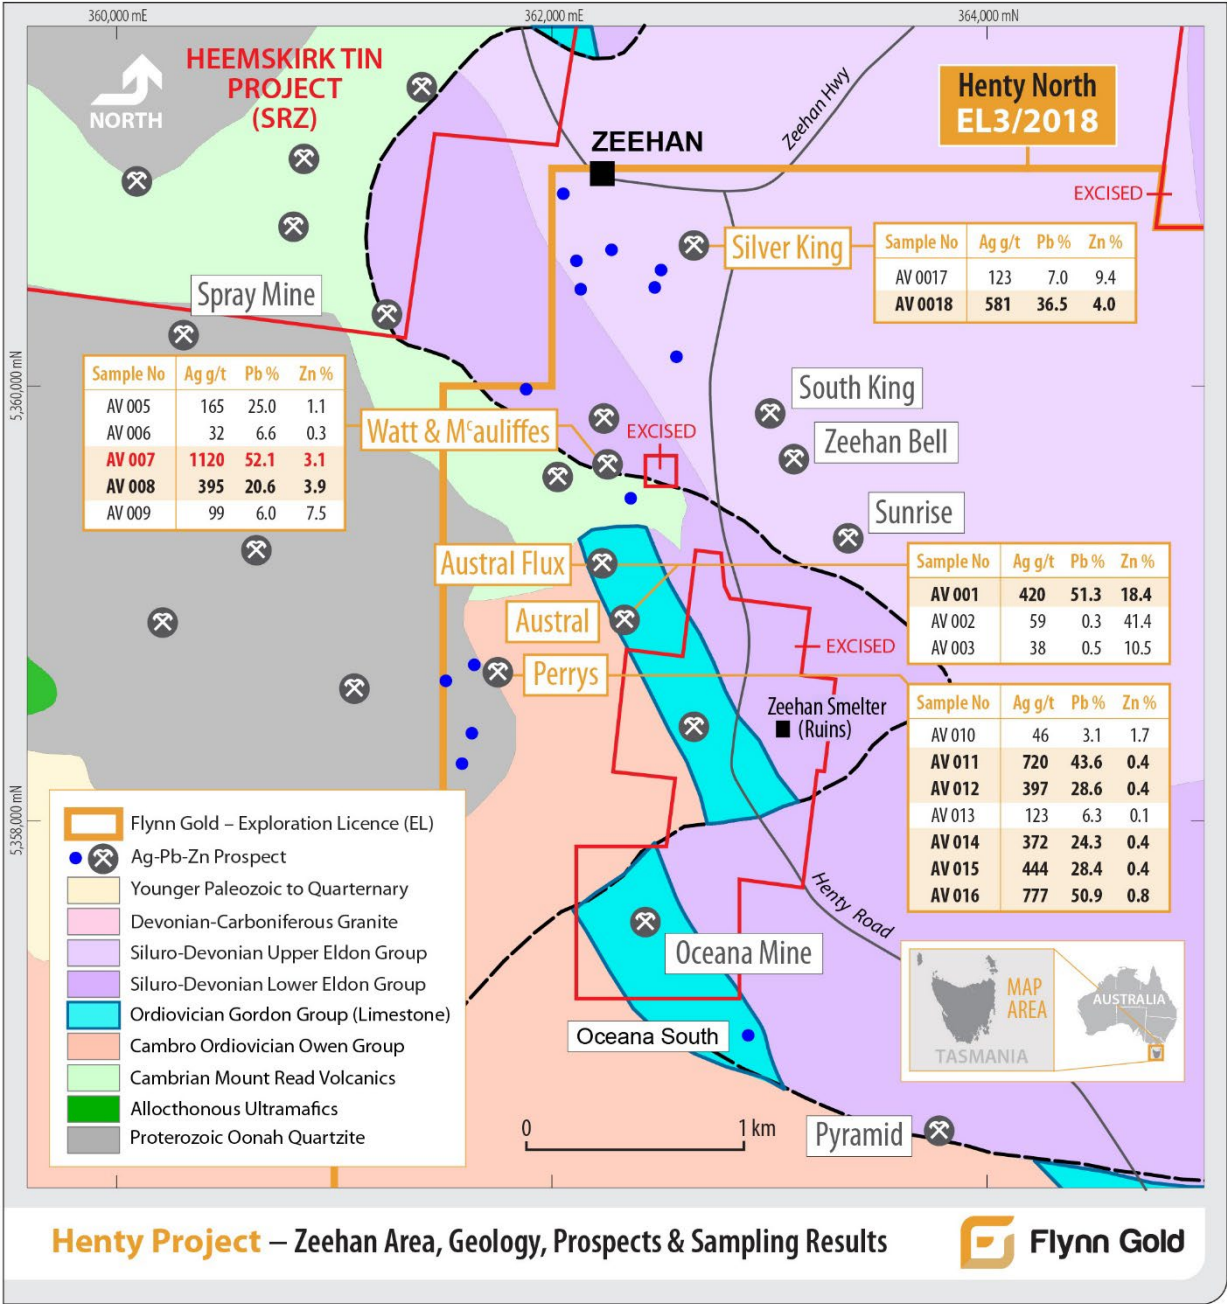 360,000 mE
362,000 mE
364,000 mN
HEEMSKIRK TIN
PROJECT
(SRZ)
NORTH
Henty North
EL3/2018
Zeehan Hwy
ZEEHAN
EXCISED
Silver King
Sample No Ag g/t Pb % Zn %
AV 0017 123 7.0 9.4
AV 0018 581 36.5 4.0
Spray Mine
5,360,000 mN
Sample No Ag g/t Pb % Zn %
AV 005 165 25.0 1.1
AV 006 32 6.6 0.3
AV 007 1120 52.1 3.1
AV 008 395 20.6 3.9
AV 009 99 6.0 7.5
Watt & Mcauliffes
EXCISED
South King
Zeehan Bell
Sunrise
Austral Flux
Austral
Sample No Ag g/t Pb % Zn %
AV 001 420 51.3 18.4
AV 002 59 0.3 41.4
AV 003 38 0.5 10.5
EXCISED
Perrys
Zeehan Smelter
(Ruins)
Sample No Ag g/t Pb % Zn %
AV 010 46 3.1 1.7
AV 011 720 43.6 0.4
AV 012 397 28.6 0.4
AV 013 123 6.3 0.1
AV 014 372 24.3 0.4
AV 015 444 28.4 0.4
AV 016 777 50.9 0.8
5,358,000 mN
Flynn Gold – Exploration Licence (EL)
Ag-Pb-Zn Prospect
Younger Paleozoic to Quarternary
Devonian-Carboniferous Granite
Siluro-Devonian Upper Eldon Group
Siluro-Devonian Lower Eldon Group
Ordiovician Gordon Group (Limestone)
Cambro Ordiovician Owen Group
Cambrian Mount Read Volcanics
Allocthonous Ultramafics
Proterozoic Oonah Quartzite
Henty Road
Oceana Mine
Oceana South
MAP
AREA
AUSTRALIA
TASMANIA
0 1 km
Pyramid
Henty Project – Zeehan Area, Geology, Prospects & Sampling Results
Flynn Gold